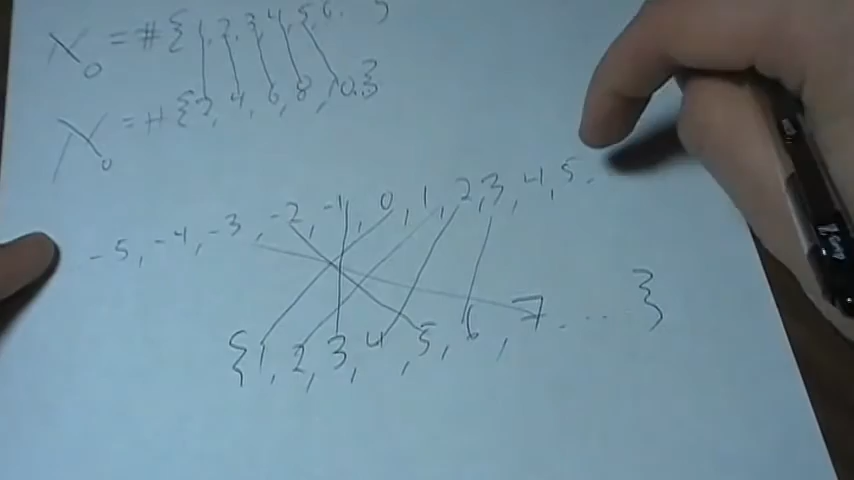 ℵ₀ = #{1, 2, 3, 4, 5, 6. }
ℵ₀ = #{2, 4, 6, 8, 10.}
-5, -4, -3, -2, -1, 0, 1, 2, 3, 4, 5.
{1, 2, 3, 4, 5, 6, 7 . ... }